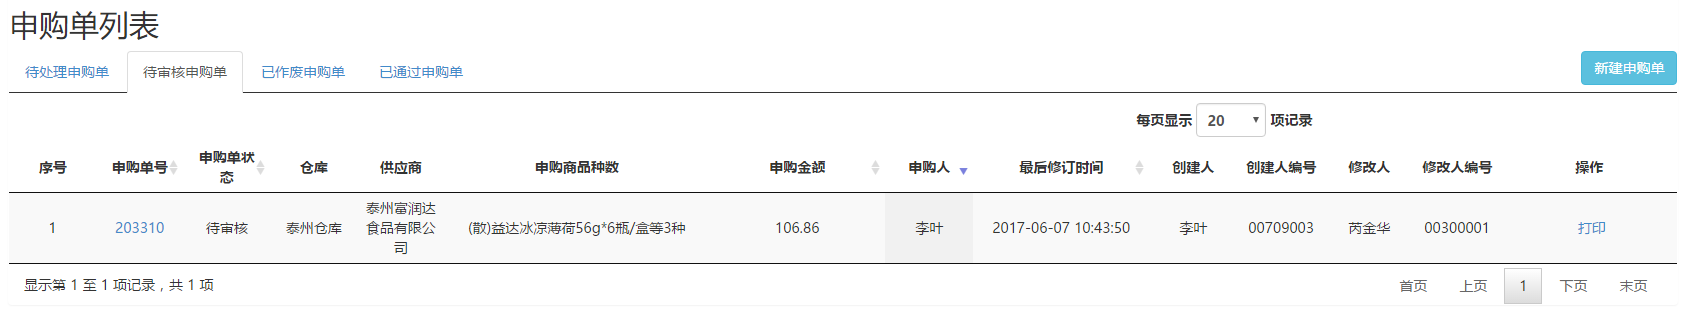 申购单列表
待处理申购单 待审核申购单 已作废申购单 已通过申购单 新建申购单
每页显示 20 项记录
序号 申购单号 申购单状态 仓库 供应商 申购商品种数 申购金额 申购人 最后修订时间 创建人 创建人编号 修改人 修改人编号 操作
1 203310 待审核 泰州仓库 泰州富润达食品有限公司 (散)益达冰凉薄荷56g*6瓶/盒等3种 106.86 李叶 2017-06-07 10:43:50 李叶 00709003 芮金华 00300001 打印
显示第 1 至 1 项记录，共 1 项 首页 上页 1 下页 末页